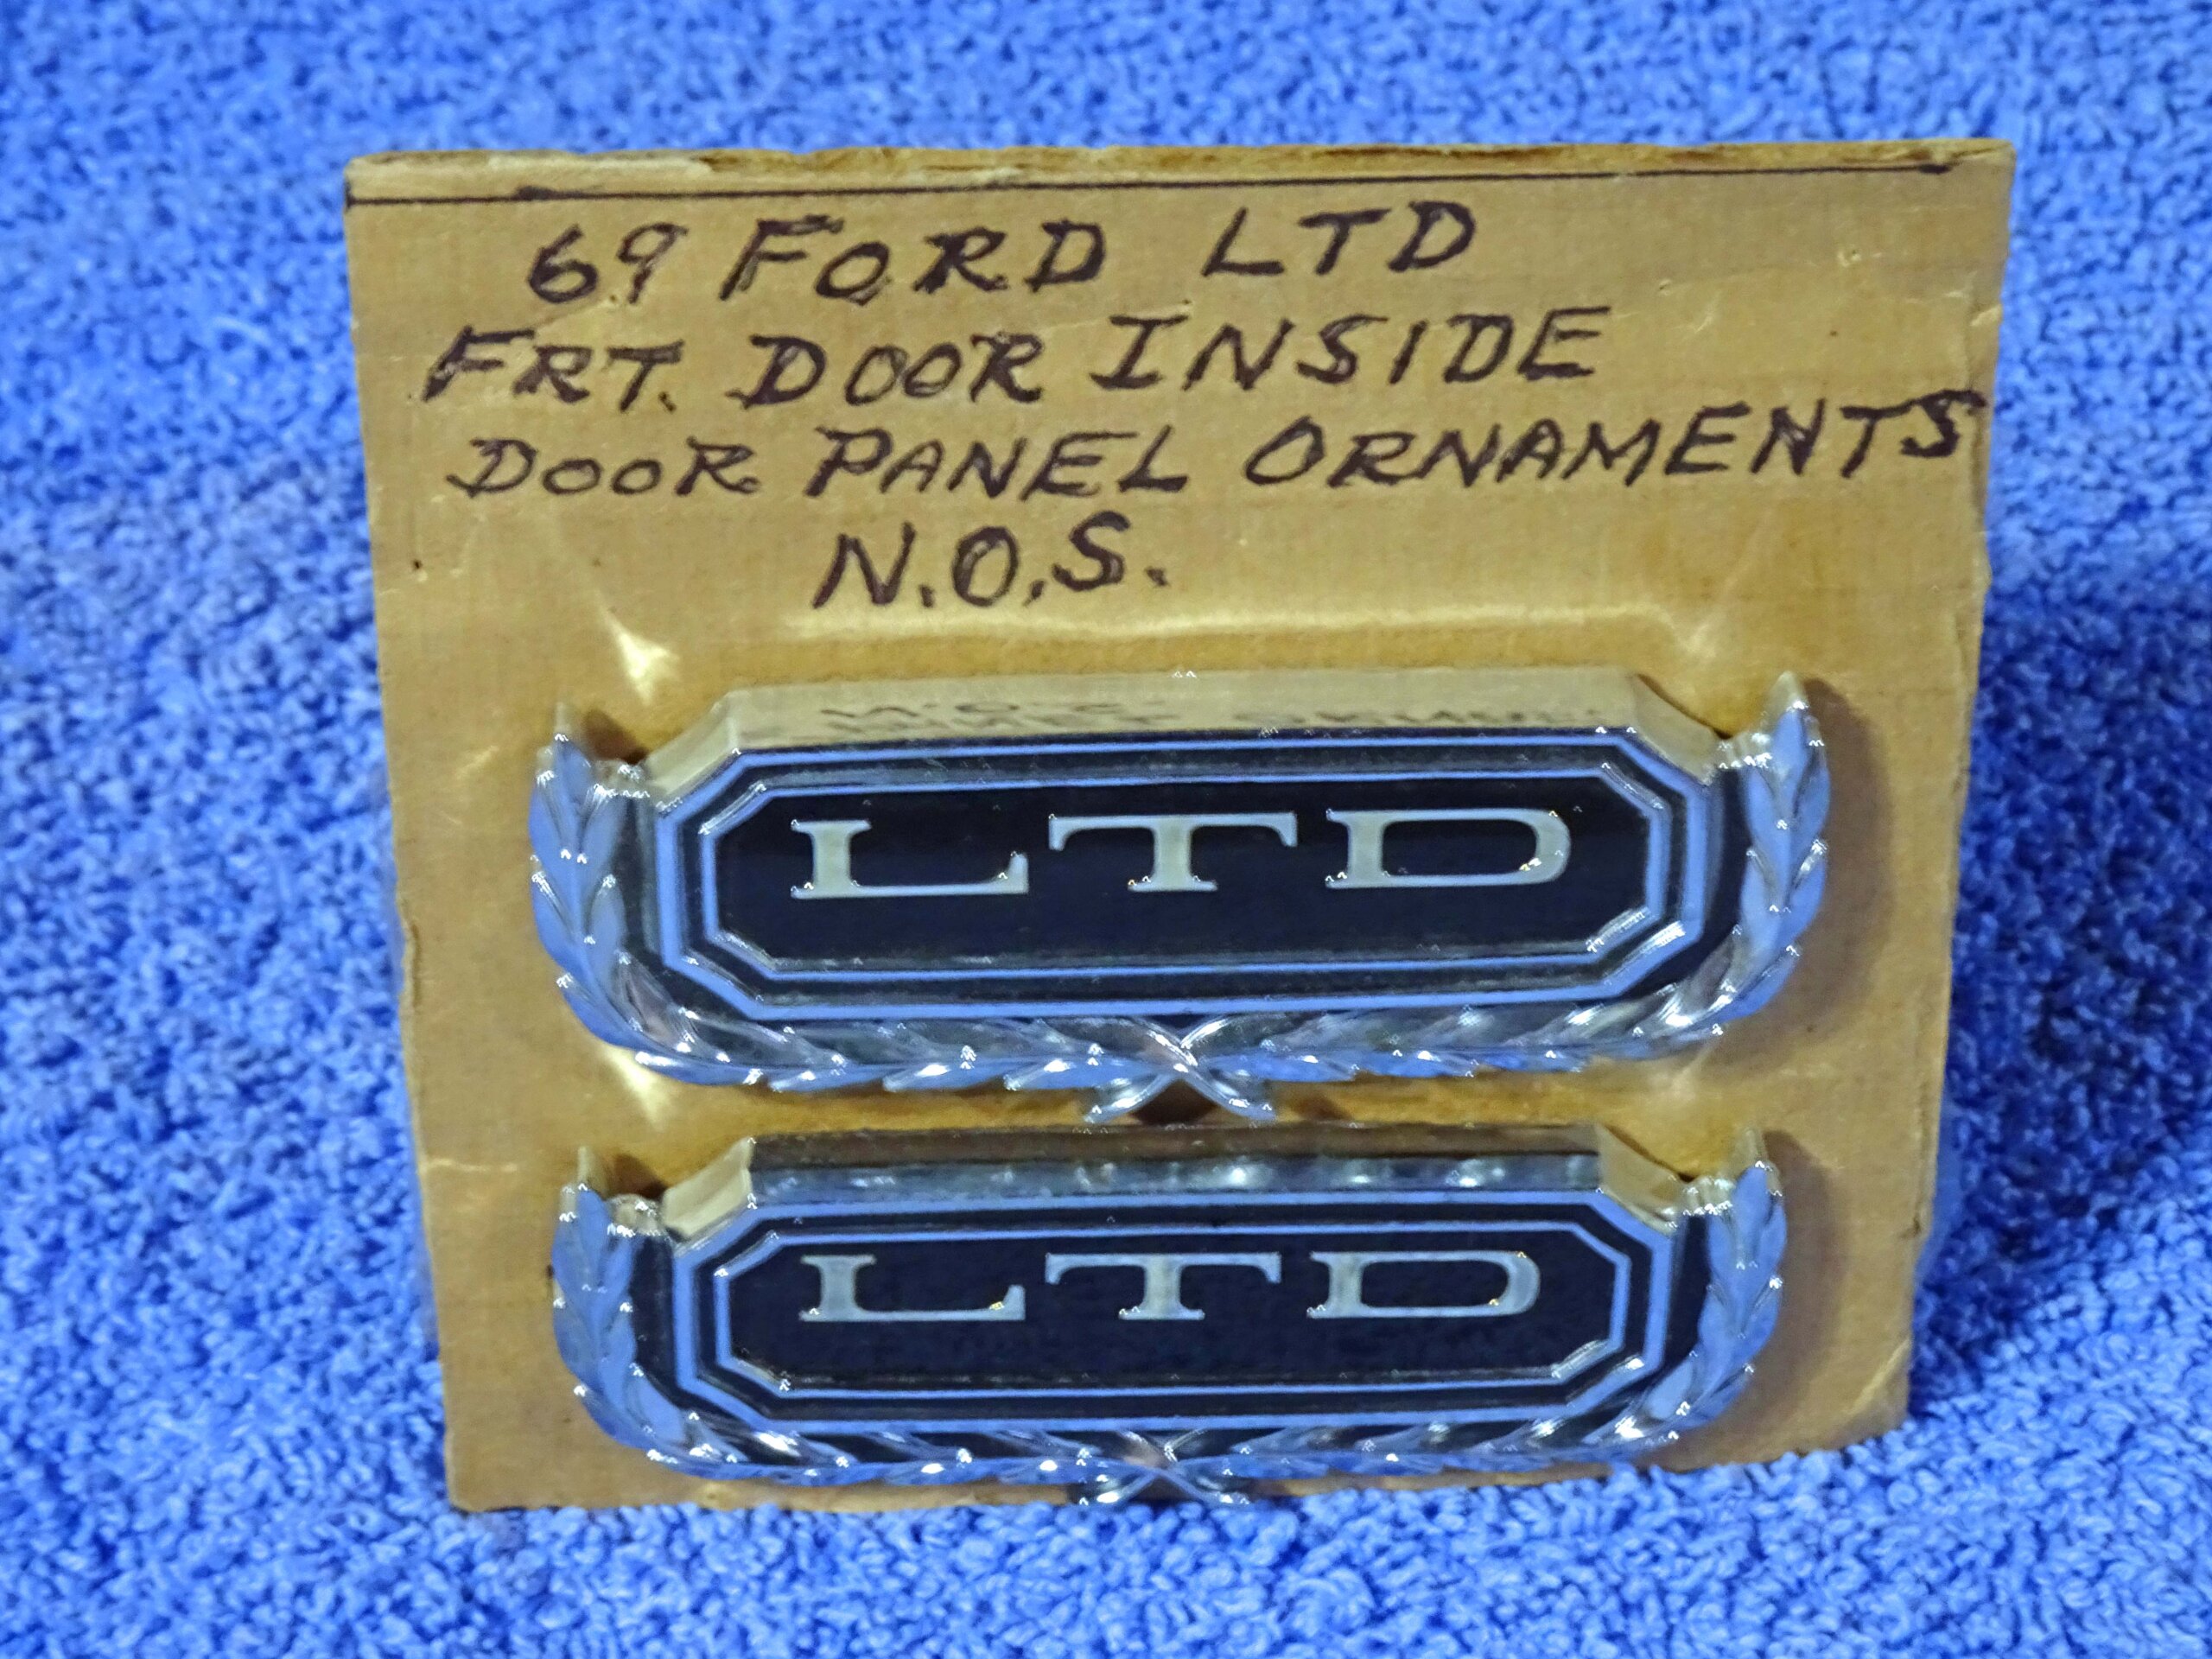 69 FORD LTD
FRT. DOOR INSIDE
DOOR PANEL ORNAMENTS
N.O.S.
LTD
LTD